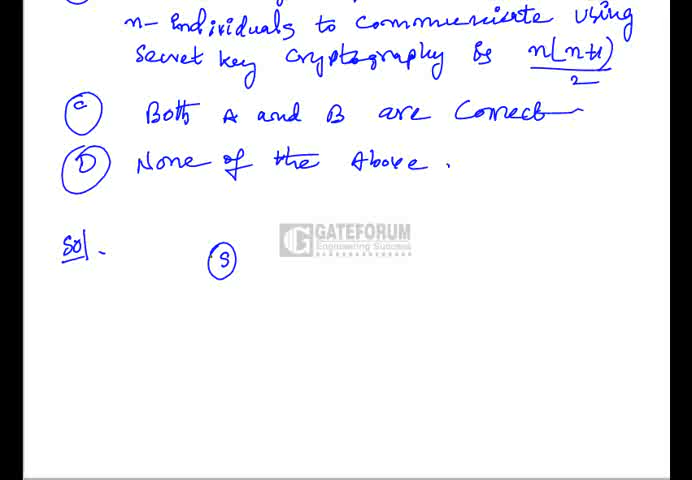 n- Individuals to communicate using
Secret key cryptography is n(n+1)
2
C Both A and B are Correct
D None of the Above .
Sol . GATEFORUM
Engineering Success
S